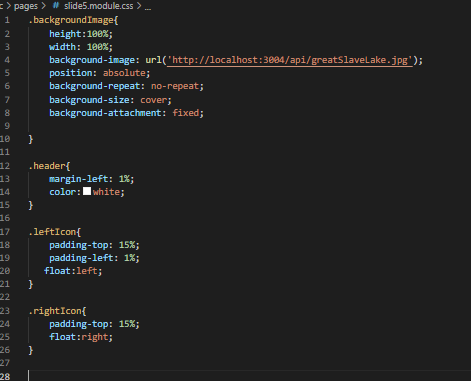 c > pages > # slide5.module.css > ...
1 .backgroundImage{
2 height:100%;
3 width: 100%;
4 background-image: url('http://localhost:3004/api/greatSlaveLake.jpg');
5 position: absolute;
6 background-repeat: no-repeat;
7 background-size: cover;
8 background-attachment: fixed;
9
10 }
11
12 .header{
13 margin-left: 1%;
14 color: white;
15 }
16
17 .leftIcon{
18 padding-top: 15%;
19 padding-left: 1%;
20 float:left;
21 }
22
23 .rightIcon{
24 padding-top: 15%;
25 float:right;
26 }
27
28